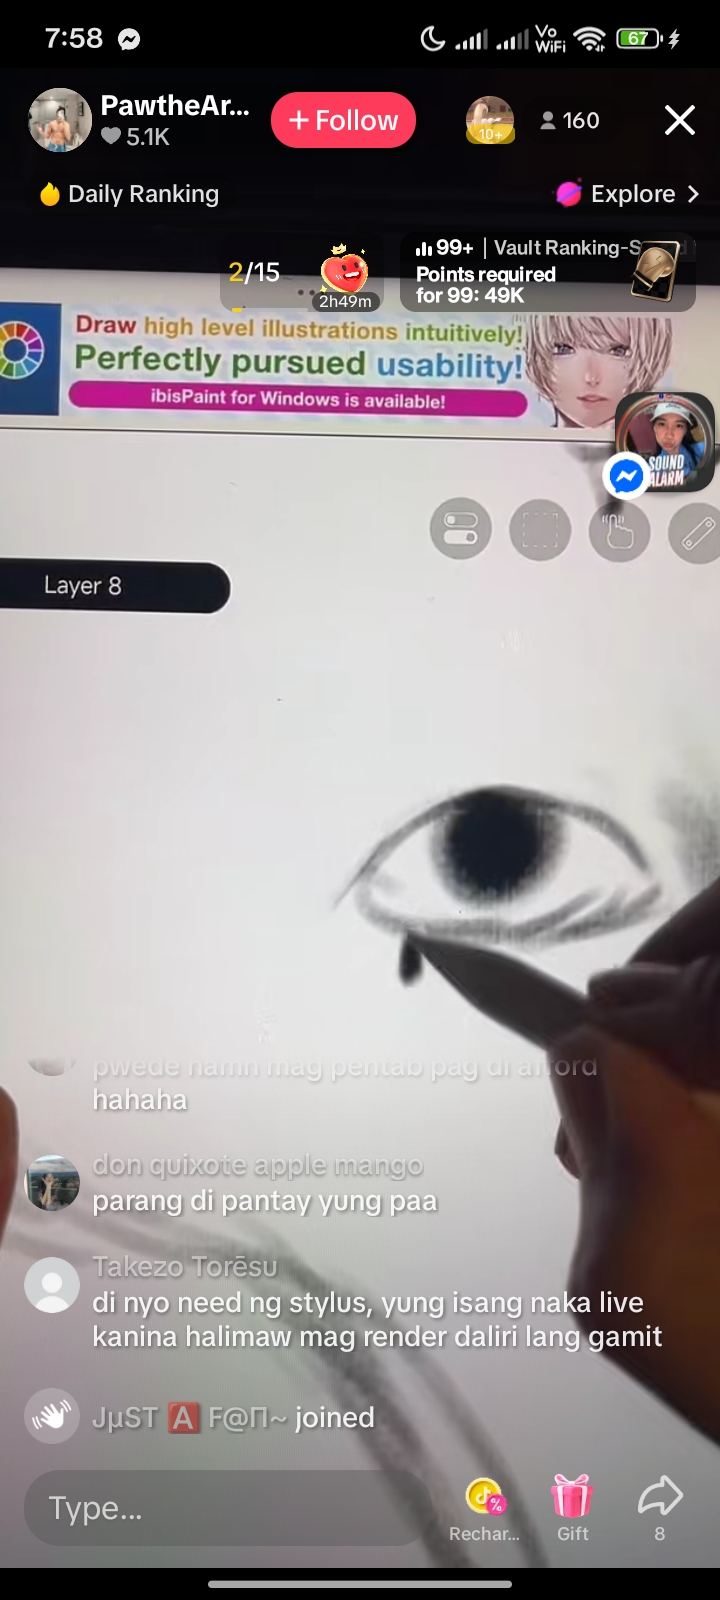 7:58
Vo
WiFi
67
PawtheAr...
5.1K
+ Follow
10+
160
Daily Ranking
Explore
2/15
2h49m
99+ | Vault Ranking-S
Points required
for 99: 49K
Draw high level illustrations intuitively!
Perfectly pursued usability!
ibisPaint for Windows is available!
SOUND
ALARM
Layer 8
pwede namn mag pentab pag di afford
hahaha
don quixote apple mango
parang di pantay yung paa
Takezo Torēsu
di nyo need ng stylus, yung isang naka live
kanina halimaw mag render daliri lang gamit
JμST 🅰 F@П~ joined
Type...
Rechar...
Gift
8